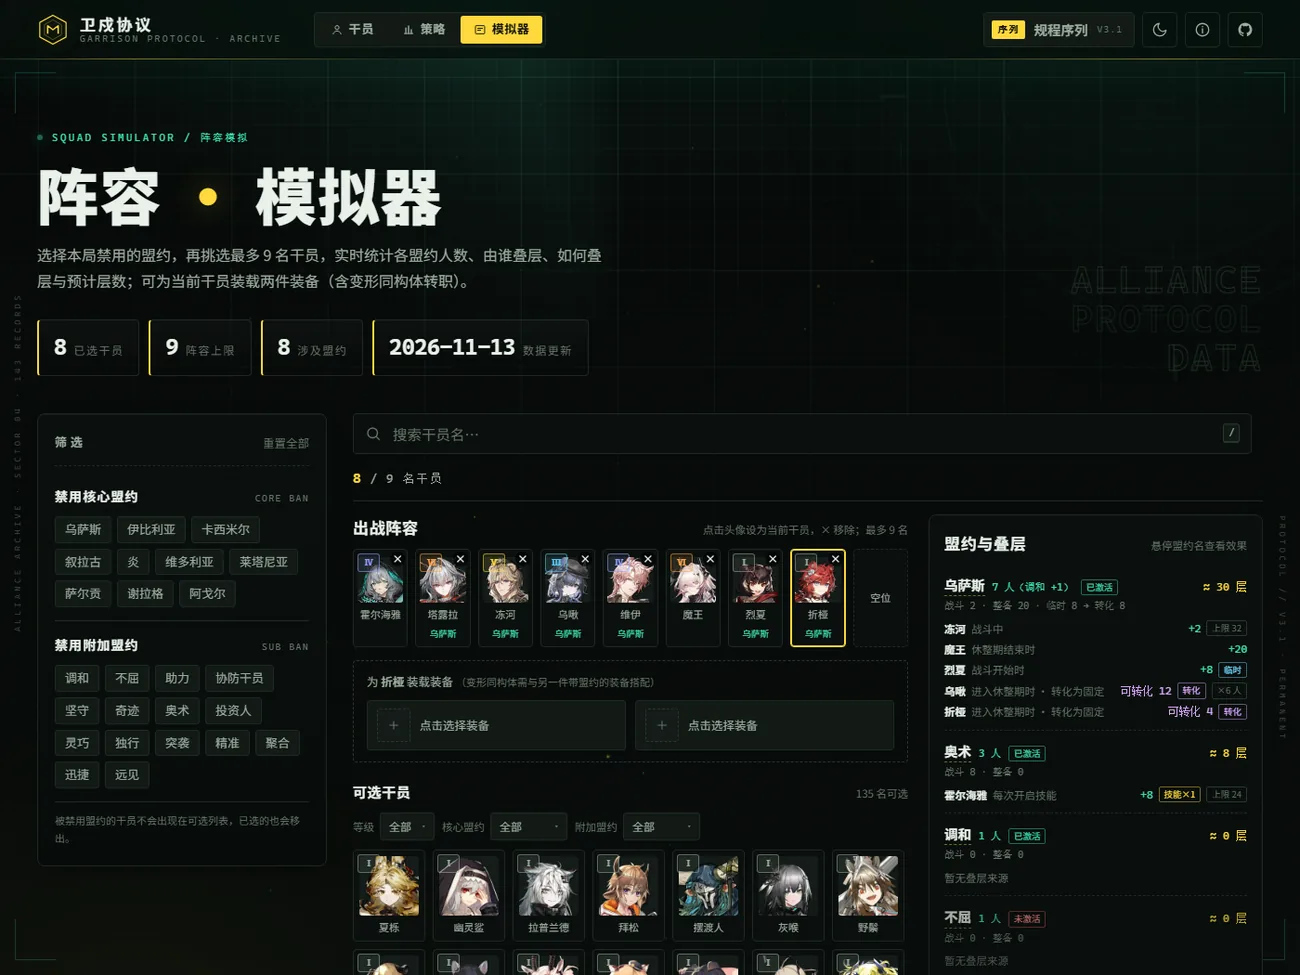 卫戍协议
GARRISON PROTOCOL · ARCHIVE
干员
策略
模拟器
序列 规程序列 V3.1
SQUAD SIMULATOR / 阵容模拟
阵容 · 模拟器
选择本局禁用的盟约，再挑选最多 9 名干员，实时统计各盟约人数、由谁叠层、如何叠
层与预计层数；可为当前干员装载两件装备（含变形同构体转职）。
8 已选干员
9 阵容上限
8 涉及盟约
2026-11-13 数据更新
ALLIANCE
PROTOCOL
DATA
筛选 重置全部
禁用核心盟约 CORE BAN
乌萨斯 伊比利亚 卡西米尔
叙拉古 炎 维多利亚 莱塔尼亚
萨尔贡 谢拉格 阿戈尔
禁用附加盟约 SUB BAN
调和 不屈 助力 协防干员
坚守 奇迹 奥术 投资人
灵巧 独行 突袭 精准 聚合
迅捷 远见
被禁用盟约的干员不会出现在可选列表，已选的也会移
出。
搜索干员名···
/
8 / 9 名干员
出战阵容 点击头像设为当前干员，× 移除；最多 9 名
IV VI V III IV VI I I
霍尔海雅 塔露拉 冻河 乌啾 维伊 魔王 烈夏 折桠 空位
乌萨斯 乌萨斯 乌萨斯 乌萨斯 乌萨斯 乌萨斯
为 折桠 装载装备 （变形同构体需与另一件带盟约的装备搭配）
+ 点击选择装备
+ 点击选择装备
可选干员 135 名可选
等级 全部 核心盟约 全部 附加盟约 全部
I I I I I I I
夏栎 幽灵鲨 拉普兰德 拜松 摆渡人 灰喉 野鬃
I I I I I I I
盟约与叠层 悬停盟约名查看效果
乌萨斯 7 人（调和 +1） 已激活 ≈ 30 层
战斗 2 · 整备 20 · 临时 8 → 转化 8
冻河 战斗中 +2 上限 32
魔王 休整期结束时 +20
烈夏 战斗开始时 +8 临时
乌啾 进入休整期时 · 转化为固定 可转化 12 转化 ×6 人
折桠 进入休整期时 · 转化为固定 可转化 4 转化
奥术 3 人 已激活 ≈ 8 层
战斗 8 · 整备 0
霍尔海雅 每次开启技能 +8 技能×1 上限 24
调和 1 人 已激活 ≈ 0 层
战斗 0 · 整备 0
暂无叠层来源
不屈 1 人 未激活 ≈ 0 层
战斗 0 · 整备 0
暂无叠层来源
PROTOCOL // V3.1 · PERMANENT